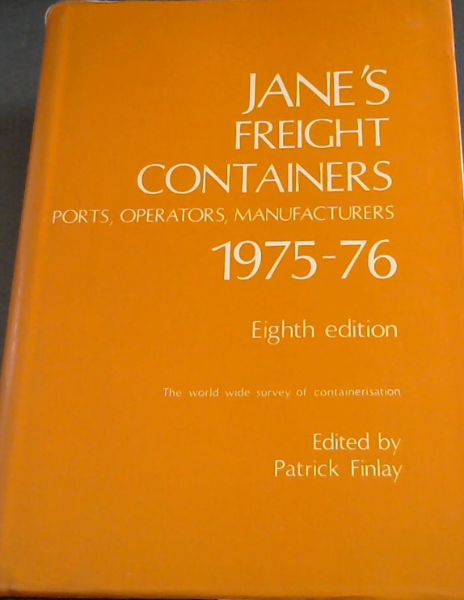 JANE'S
FREIGHT
CONTAINERS
PORTS, OPERATORS, MANUFACTURERS
1975-76
Eighth edition
The world wide survey of containerisation
Edited by
Patrick Finlay